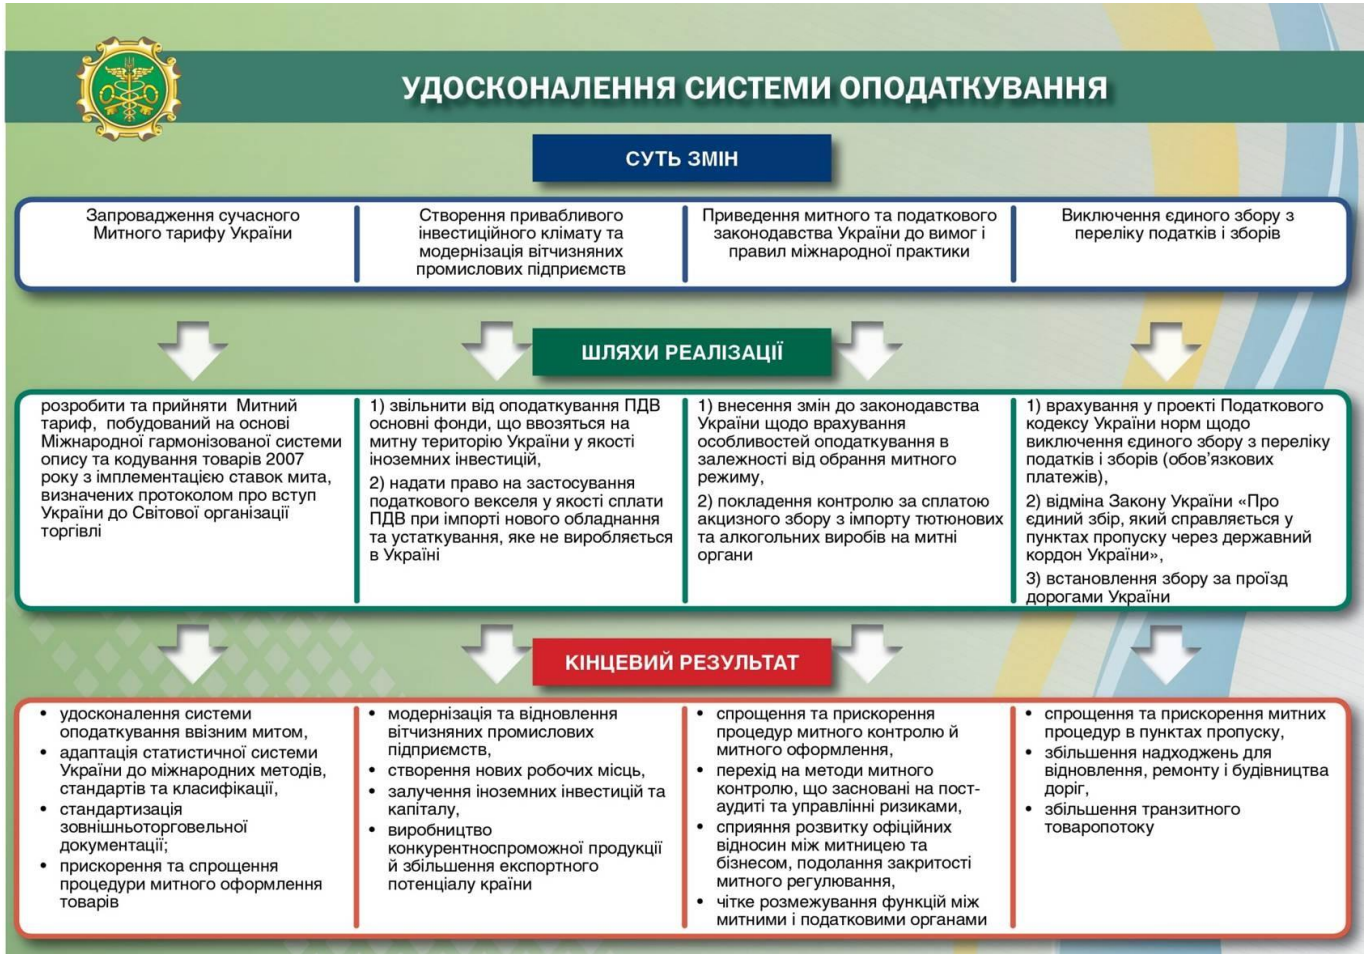 УДОСКОНАЛЕННЯ СИСТЕМИ ОПОДАТКУВАННЯ
СУТЬ ЗМІН
Запровадження сучасного
Митного тарифу України
Створення привабливого
інвестиційного клімату та
модернізація вітчизняних
промислових підприємств
Приведення митного та податкового
законодавства України до вимог і
правил міжнародної практики
Виключення єдиного збору з
переліку податків і зборів
ШЛЯХИ РЕАЛІЗАЦІЇ
розробити та прийняти Митний
тариф, побудований на основі
Міжнародної гармонізованої системи
опису та кодування товарів 2007
року з імплементацією ставок мита,
визначених протоколом про вступ
України до Світової організації
торгівлі
1) звільнити від оподаткування ПДВ
основні фонди, що ввозяться на
митну територію України у якості
іноземних інвестицій,
2) надати право на застосування
податкового векселя у якості сплати
ПДВ при імпорті нового обладнання
та устаткування, яке не виробляється
в Україні
1) внесення змін до законодавства
України щодо врахування
особливостей оподаткування в
залежності від обрання митного
режиму,
2) покладення контролю за сплатою
акцизного збору з імпорту тютюнових
та алкогольних виробів на митні
органи
1) врахування у проекті Податкового
кодексу України норм щодо
виключення єдиного збору з переліку
податків і зборів (обов’язкових
платежів),
2) відміна Закону України «Про
єдиний збір, який справляється у
пунктах пропуску через державний
кордон України»,
3) встановлення збору за проїзд
дорогами України
КІНЦЕВИЙ РЕЗУЛЬТАТ
• удосконалення системи
оподаткування ввізним митом,
• адаптація статистичної системи
України до міжнародних методів,
стандартів та класифікації,
• стандартизація
зовнішньоторговельної
документації;
• прискорення та спрощення
процедури митного оформлення
товарів
• модернізація та відновлення
вітчизняних промислових
підприємств,
• створення нових робочих місць,
• залучення іноземних інвестицій та
капіталу,
• виробництво
конкурентноспроможної продукції
й збільшення експортного
потенціалу країни
• спрощення та прискорення
процедур митного контролю й
митного оформлення,
• перехід на методи митного
контролю, що засновані на пост-
аудиті та управлінні ризиками,
• сприяння розвитку офіційних
відносин між митницею та
бізнесом, подолання закритості
митного регулювання,
• чітке розмежування функцій між
митними і податковими органами
• спрощення та прискорення митних
процедур в пунктах пропуску,
• збільшення надходжень для
відновлення, ремонту і будівництва
доріг,
• збільшення транзитного
товаропотоку